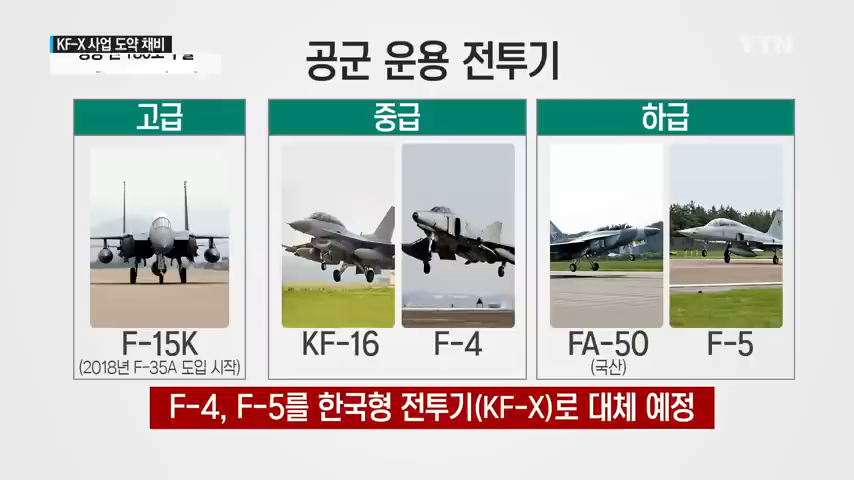 KF-X 사업 도약 채비
YTN
공군 운용 전투기
고급
중급
하급
F-15K
(2018년 F-35A 도입 시작)
KF-16
F-4
FA-50
(국산)
F-5
F-4, F-5를 한국형 전투기(KF-X)로 대체 예정